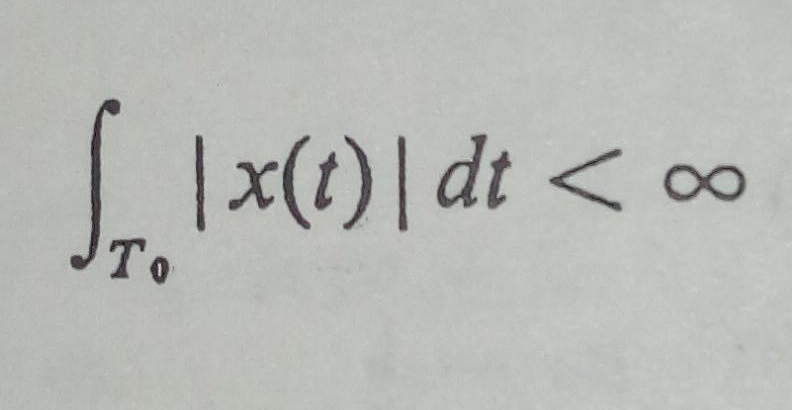 ∫_{T₀} |x(t)| dt < ∞